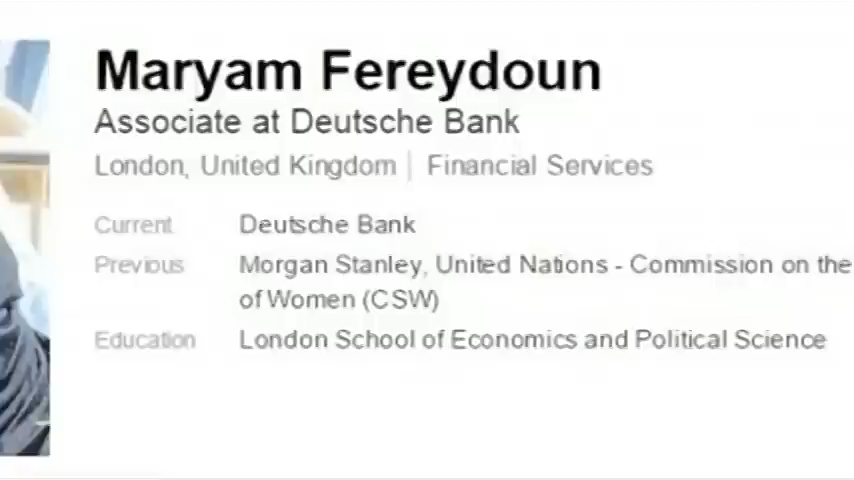 Maryam Fereydoun
Associate at Deutsche Bank
London, United Kingdom | Financial Services
Current Deutsche Bank
Previous Morgan Stanley, United Nations - Commission on the
of Women (CSW)
Education London School of Economics and Political Science